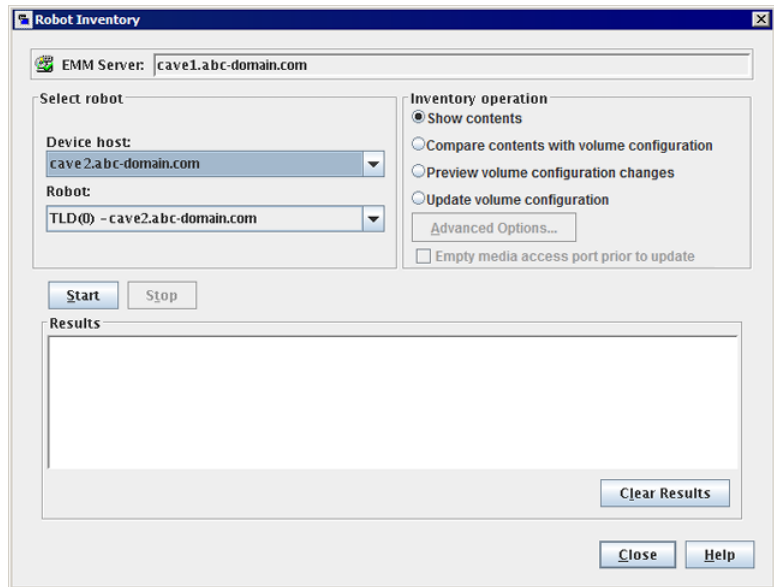 Robot Inventory
EMM Server: cave1.abc-domain.com
Select robot
Device host:
cave2.abc-domain.com
Robot:
TLD(0) - cave2.abc-domain.com
Inventory operation
Show contents
Compare contents with volume configuration
Preview volume configuration changes
Update volume configuration
Advanced Options...
Empty media access port prior to update
Start Stop
Results
Clear Results
Close Help